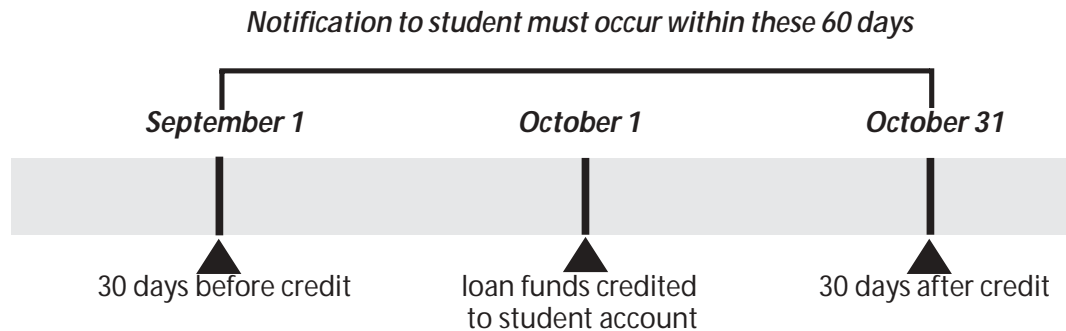 Notification to student must occur within these 60 days
September 1 October 1 October 31
30 days before credit loan funds credited 30 days after credit
to student account